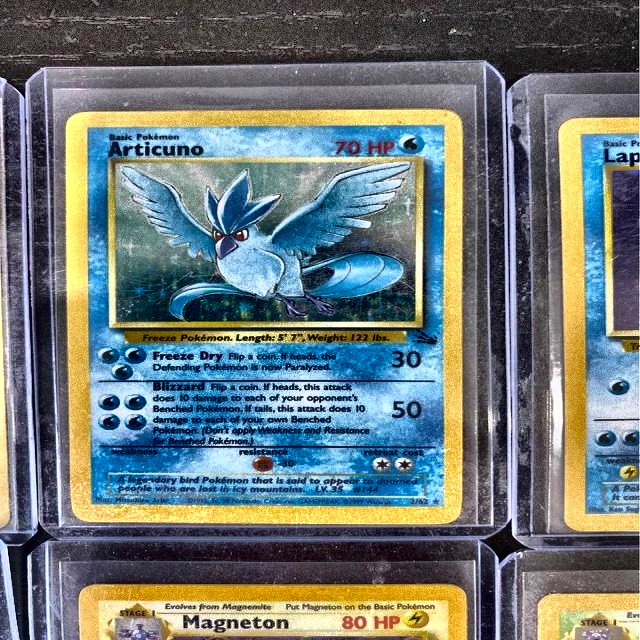 Basic Pokémon
Articuno 70 HP
Freeze Pokémon. Length: 5' 7", Weight: 122 lbs.
Freeze Dry Flip a coin. If heads, the
Defending Pokémon is now Paralyzed.
30
Blizzard Flip a coin. If heads, this attack
does 10 damage to each of your opponent's
Benched Pokémon. If tails, this attack does 10
damage to each of your own Benched
Pokémon. (Don't apply Weakness and Resistance
for Benched Pokémon.)
50
weakness resistance retreat cost
-30
A legendary bird Pokémon that is said to appear to doomed
people who are lost in icy mountains. LV. 35 #144
2/62
Basic P
Lap
STAGE 1 Evolves from Magnemite Put Magneton on the Basic Pokémon
Magneton 80 HP
STAGE 1